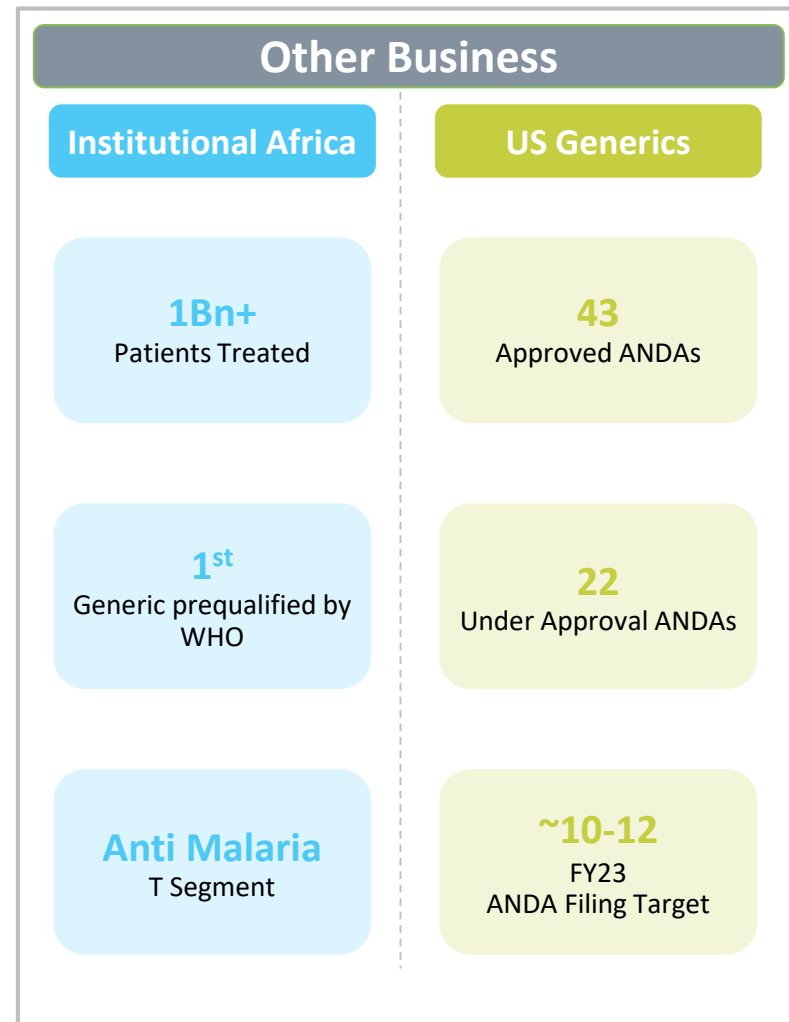 Other Business
Institutional Africa
1Bn+
Patients Treated
1st
Generic prequalified by
WHO
Anti Malaria
T Segment
US Generics
43
Approved ANDAs
22
Under Approval ANDAs
~10-12
FY23
ANDA Filing Target